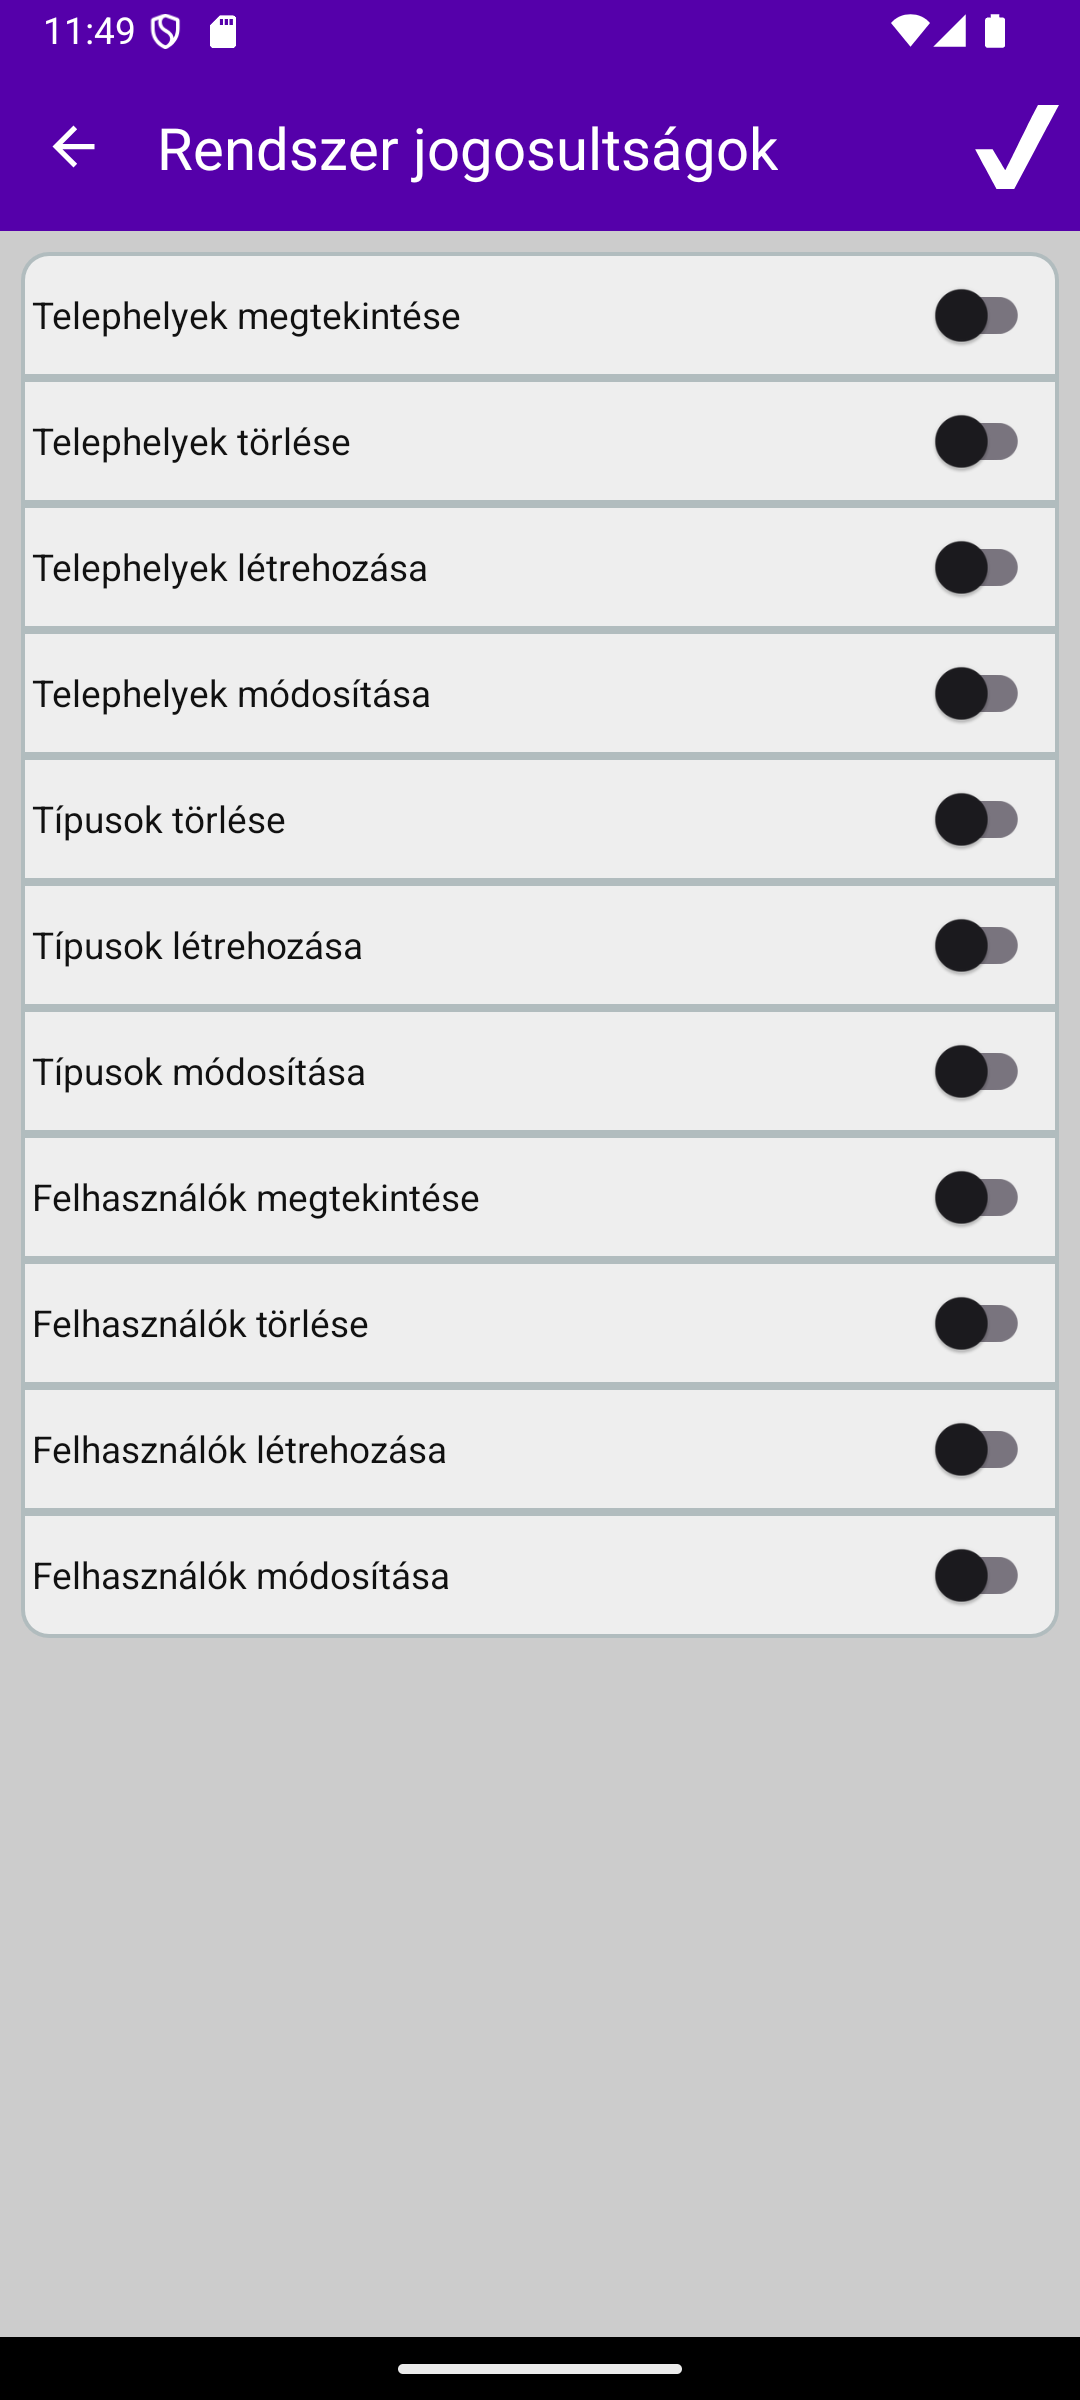 11:49
Rendszer jogosultságok
Telephelyek megtekintése
Telephelyek törlése
Telephelyek létrehozása
Telephelyek módosítása
Típusok törlése
Típusok létrehozása
Típusok módosítása
Felhasználók megtekintése
Felhasználók törlése
Felhasználók létrehozása
Felhasználók módosítása